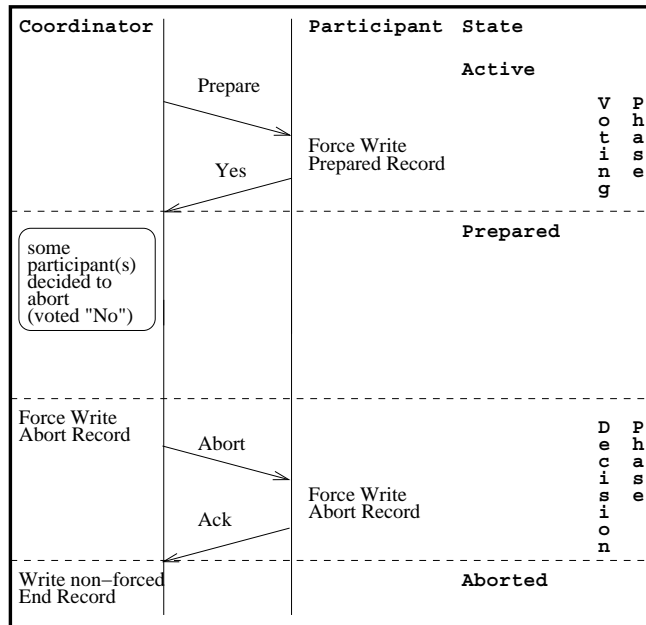 Coordinator
Participant
State
Active
Prepare
Voting
Phase
Force Write
Prepared Record
Yes
Prepared
some
participant(s)
decided to
abort
(voted "No")
Force Write
Abort Record
Abort
Decision
Phase
Force Write
Abort Record
Ack
Write non−forced
End Record
Aborted